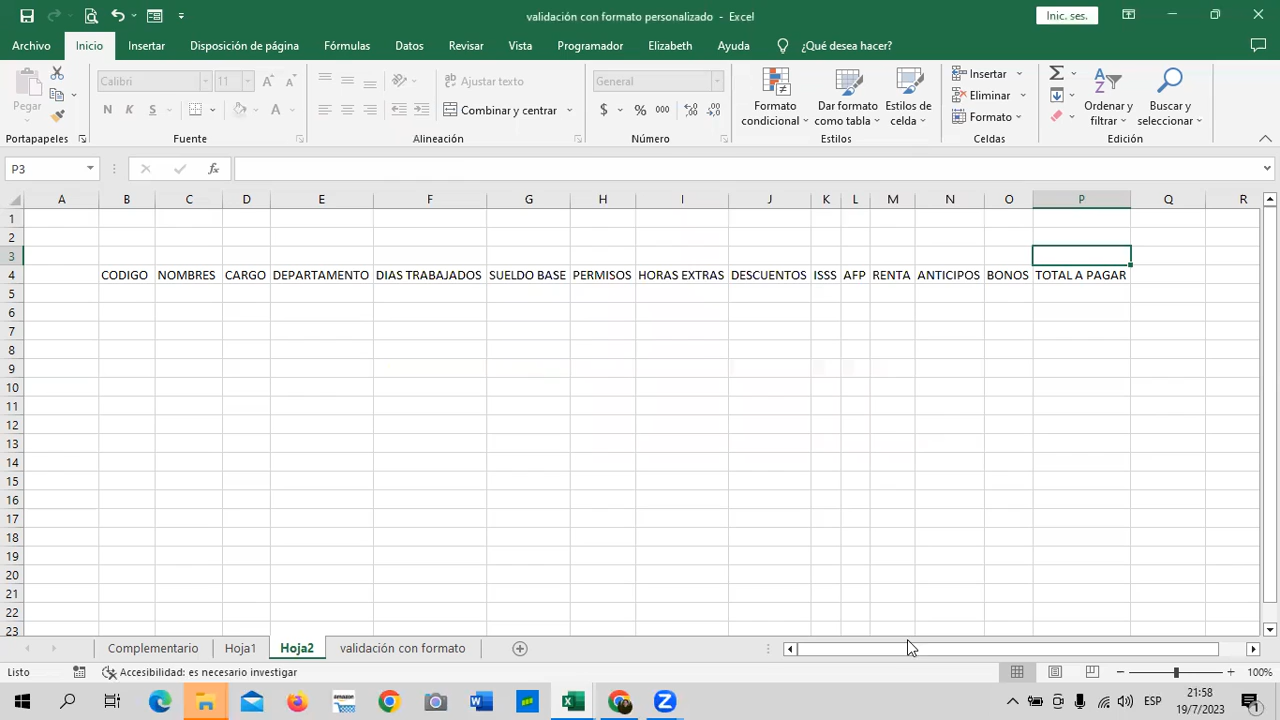 validación con formato personalizado - Excel
Inic. ses.
Archivo Inicio Insertar Disposición de página Fórmulas Datos Revisar Vista Programador Elizabeth Ayuda ¿Qué desea hacer?
Pegar
Calibri 11
Ajustar texto
General
Formato condicional
Dar formato como tabla
Estilos de celda
Insertar
Eliminar
Formato
Ordenar y filtrar
Buscar y seleccionar
N K S
Combinar y centrar
$ % 000
Portapapeles Fuente Alineación Número Estilos Celdas Edición
P3 fx
A B C D E F G H I J K L M N O P Q R
1
2
3
4 CODIGO NOMBRES CARGO DEPARTAMENTO DIAS TRABAJADOS SUELDO BASE PERMISOS HORAS EXTRAS DESCUENTOS ISSS AFP RENTA ANTICIPOS BONOS TOTAL A PAGAR
5
6
7
8
9
10
11
12
13
14
15
16
17
18
19
20
21
22
23
Complementario Hoja1 Hoja2 validación con formato
Listo Accesibilidad: es necesario investigar 100%
ESP 21:58
19/7/2023